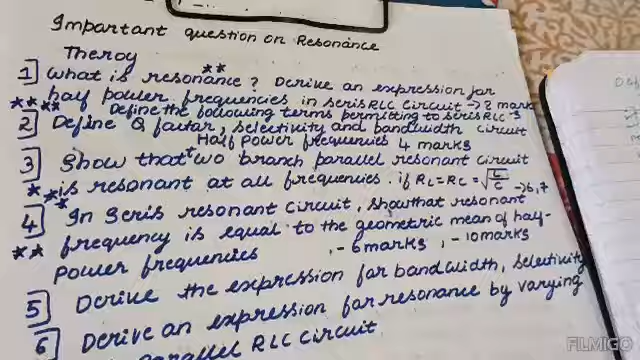 Important question on Resonance
Theroy
1] What is resonance? Derive an expression for **
half power frequencies in seris RLC circuit → 7 mark
**** Define the following terms permitting to seris RLC -3
2] Define Q factor, selectivity and bandwidth circuit
Half power frequencies 4 marks
3] Show that two branch parallel resonant circuit
** is resonant at all frequencies. if RL = RC = √L/C → 6,7
4] * In Seris resonant circuit, show that resonant
frequency is equal to the geometric mean of half-
** power frequencies , - 6 marks , - 10 marks
5] Derive the expression for bandwidth, selectivity
6] Derive an expression for resonance by varying
Parallel RLC circuit
FILMIGO